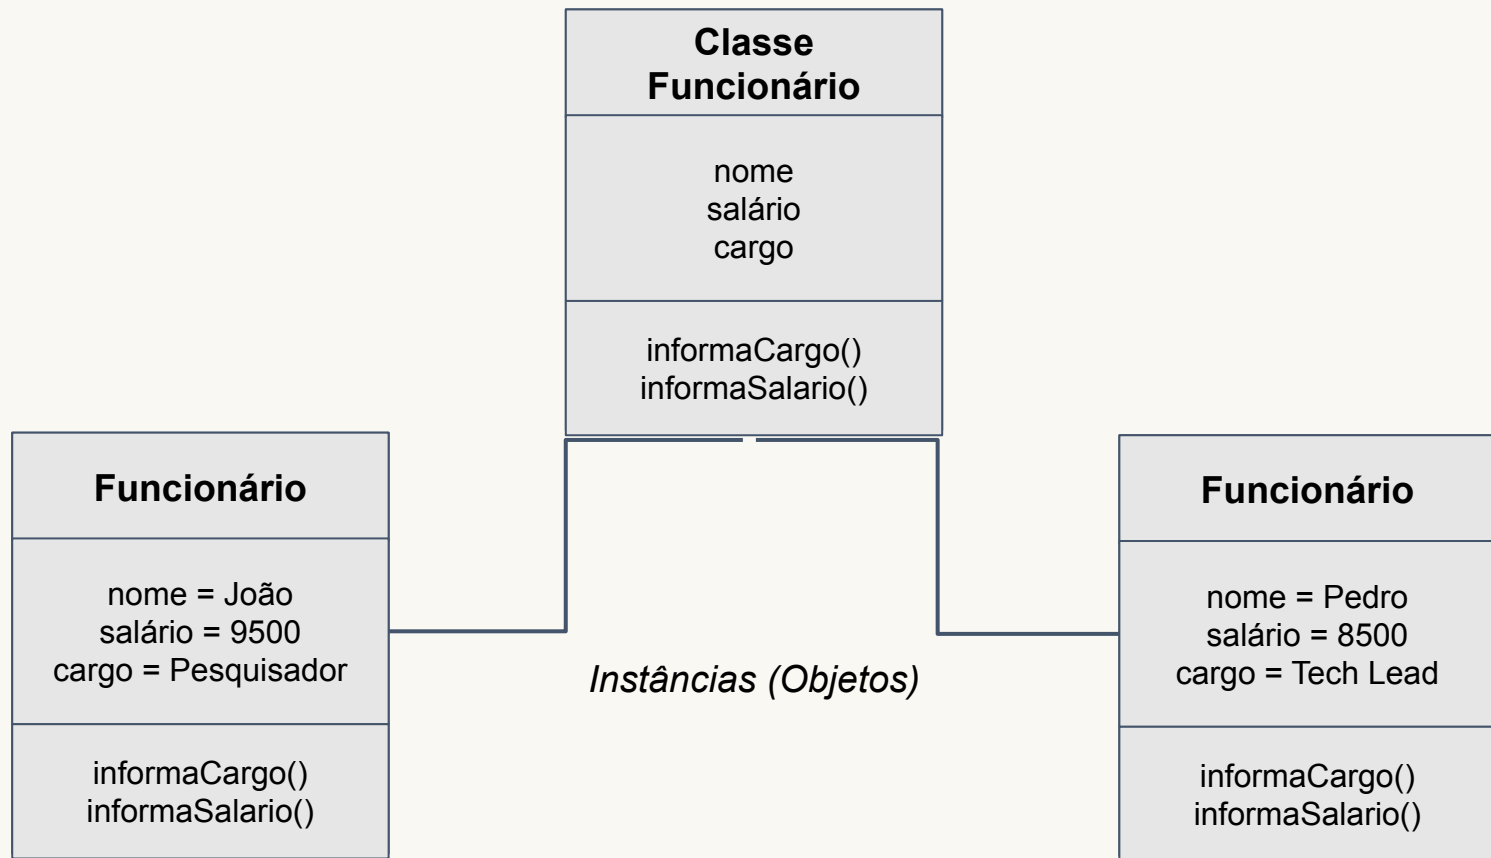 Classe
Funcionário
nome
salário
cargo
informaCargo()
informaSalario()
Funcionário
nome = João
salário = 9500
cargo = Pesquisador
informaCargo()
informaSalario()
Instâncias (Objetos)
Funcionário
nome = Pedro
salário = 8500
cargo = Tech Lead
informaCargo()
informaSalario()